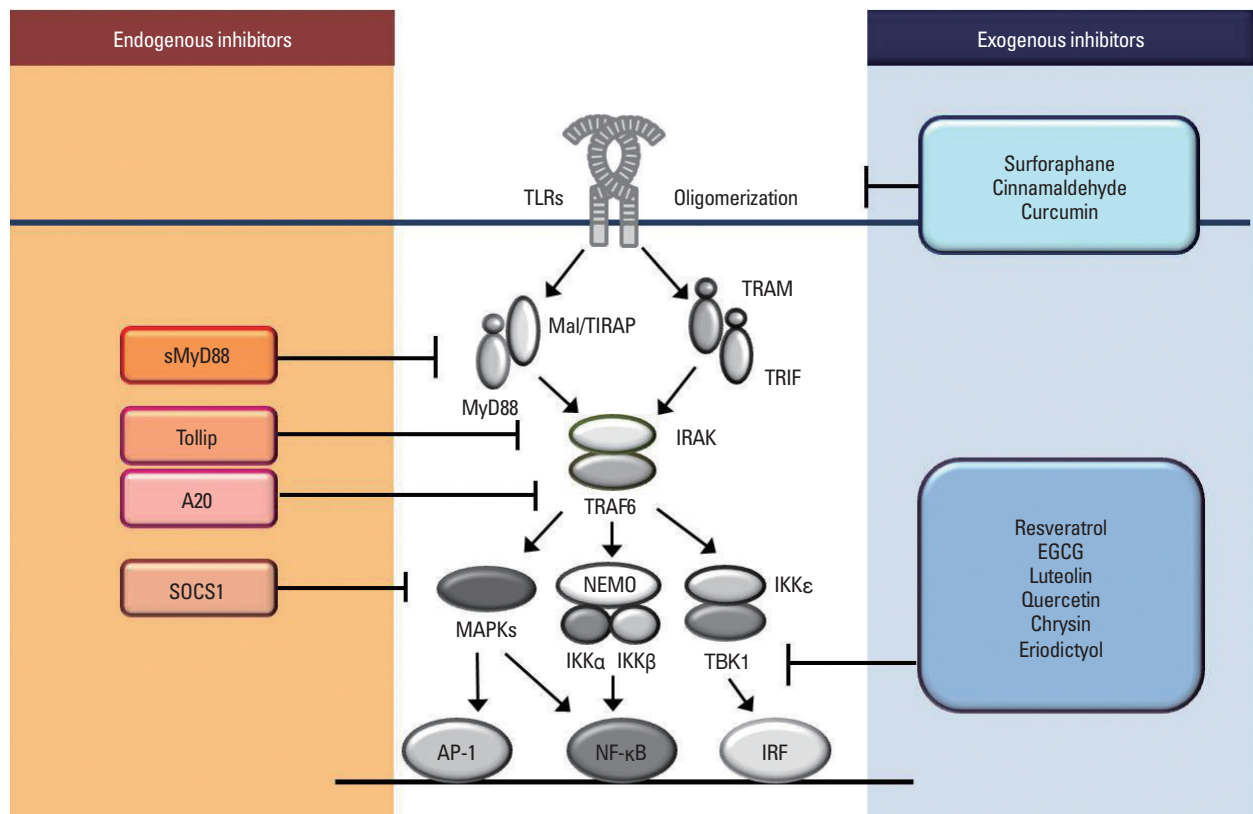 Endogenous inhibitors
Exogenous inhibitors
Surforaphane
Cinnamaldehyde
Curcumin
TLRs
Oligomerization
TRAM
Mal/TIRAP
sMyD88
TRIF
MyD88
Tollip
IRAK
A20
TRAF6
Resveratrol
EGCG
Luteolin
Quercetin
Chrysin
Eriodictyol
SOCS1
NEMO
IKKε
MAPKs
IKKα IKKβ
TBK1
AP-1
NF-κB
IRF